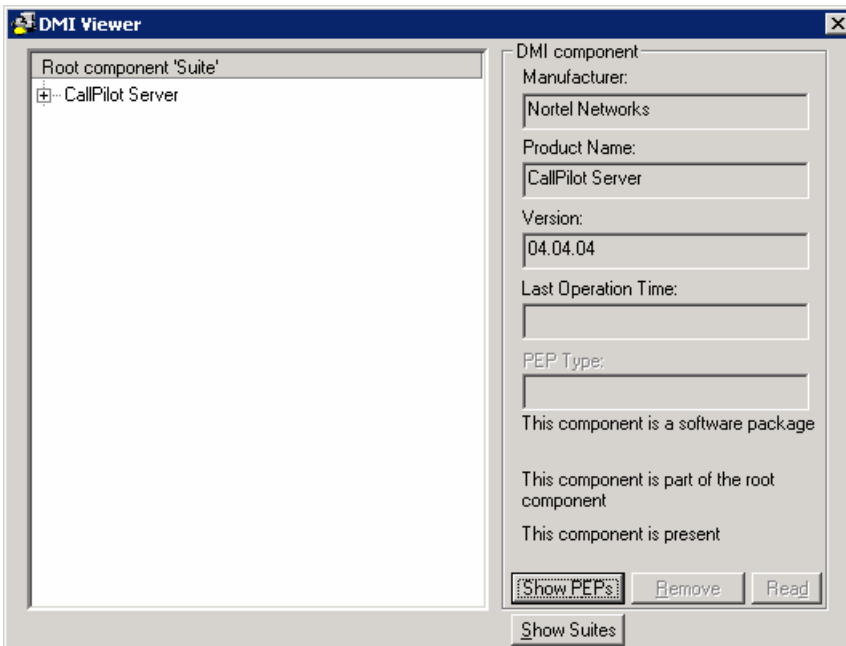 DMI Viewer
Root component 'Suite'
CallPilot Server
DMI component
Manufacturer:
Nortel Networks
Product Name:
CallPilot Server
Version:
04.04.04
Last Operation Time:
PEP Type:
This component is a software package
This component is part of the root
component
This component is present
Show PEPs Remove Read
Show Suites